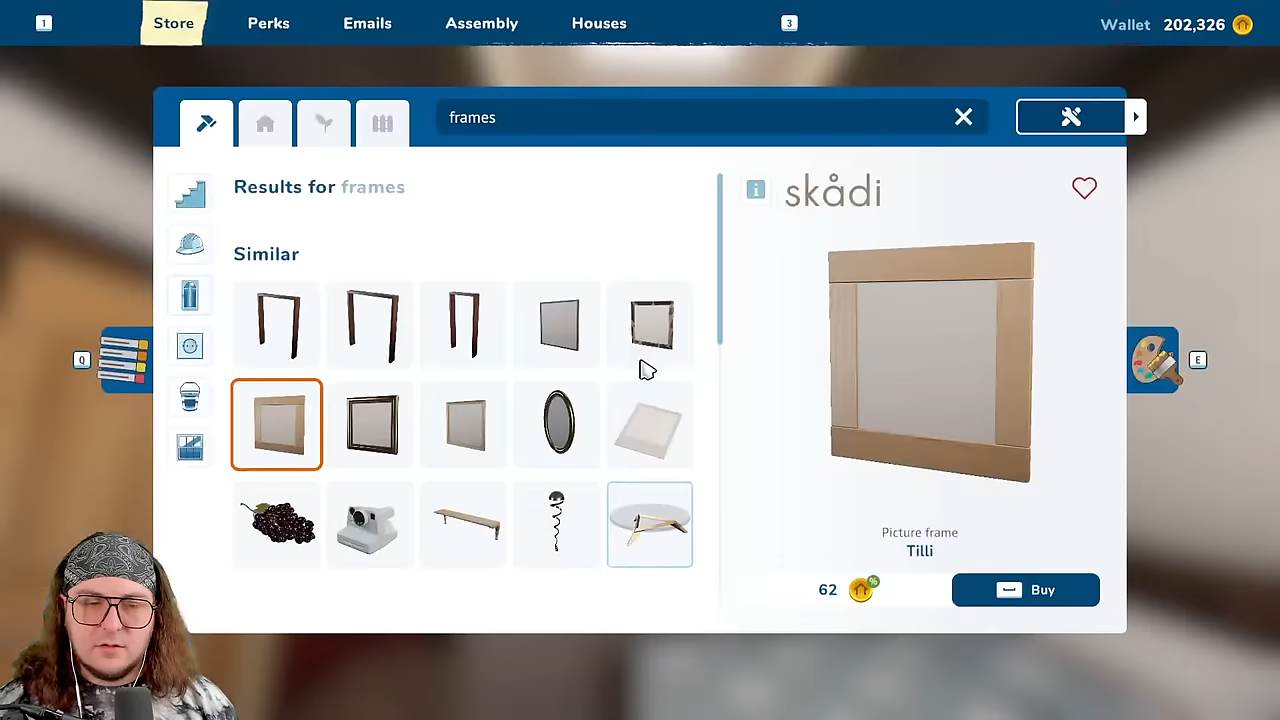 1
Store
Perks
Emails
Assembly
Houses
3
Wallet 202,326
frames
Results for frames
skådi
Similar
Q
E
Picture frame
Tilli
62
%
Buy